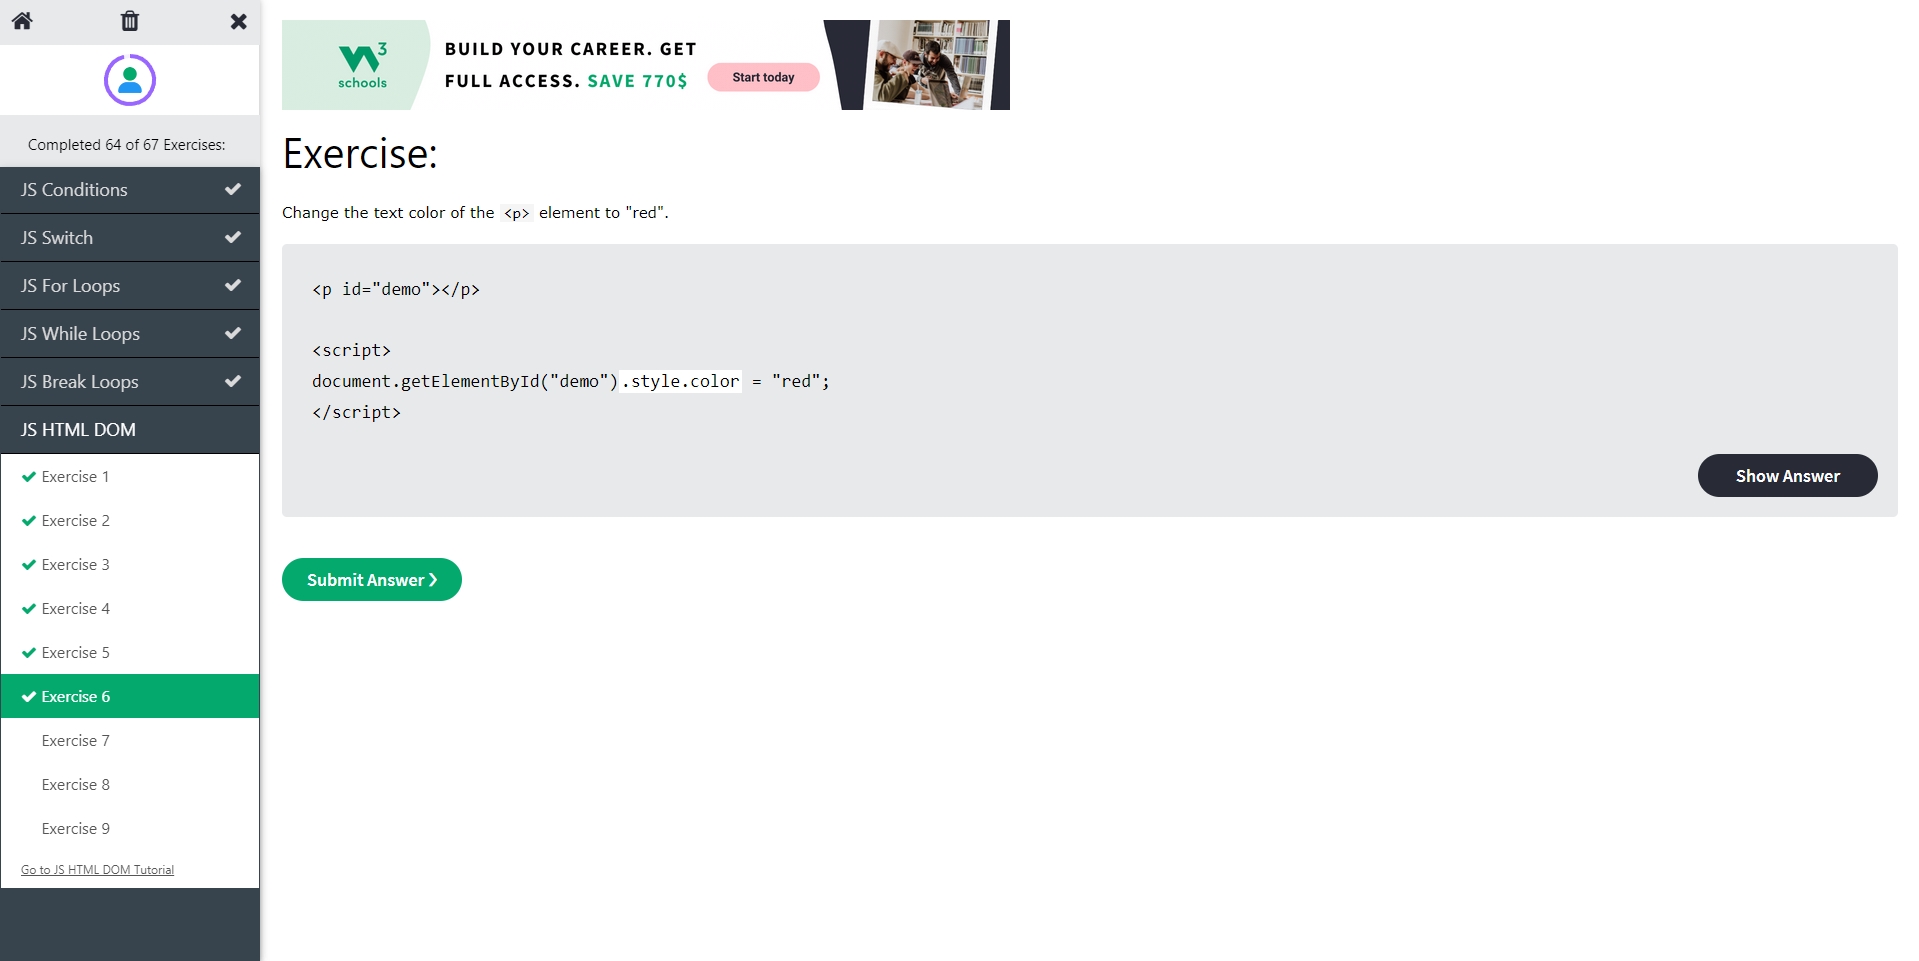 Completed 64 of 67 Exercises:
JS Conditions
JS Switch
JS For Loops
JS While Loops
JS Break Loops
JS HTML DOM
Exercise 1
Exercise 2
Exercise 3
Exercise 4
Exercise 5
Exercise 6
Exercise 7
Exercise 8
Exercise 9
Go to JS HTML DOM Tutorial
W3 schools
BUILD YOUR CAREER. GET
FULL ACCESS. SAVE 770$
Start today
Exercise:
Change the text color of the <p> element to "red".
<p id="demo"></p>
<script>
document.getElementById("demo").style.color = "red";
</script>
Show Answer
Submit Answer ❯